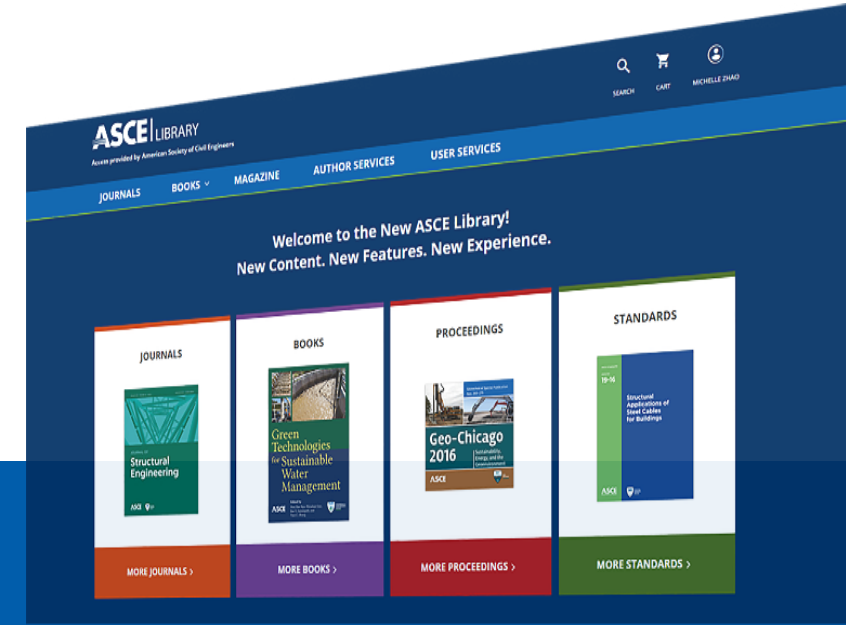 SEARCH
CART
MICHELLE ZHAO
ASCE LIBRARY
Access provided by American Society of Civil Engineers
JOURNALS
BOOKS
MAGAZINE
AUTHOR SERVICES
USER SERVICES
Welcome to the New ASCE Library!
New Content. New Features. New Experience.
JOURNALS
Structural
Engineering
ASCE
MORE JOURNALS >
BOOKS
Green
Technologies
for Sustainable
Water
Management
ASCE
MORE BOOKS >
PROCEEDINGS
Geo-Chicago
2016
Sustainability,
Energy, and the
Geoenvironment
ASCE
MORE PROCEEDINGS >
STANDARDS
19-16
Structural
Applications of
Steel Cables
for Buildings
ASCE
MORE STANDARDS >